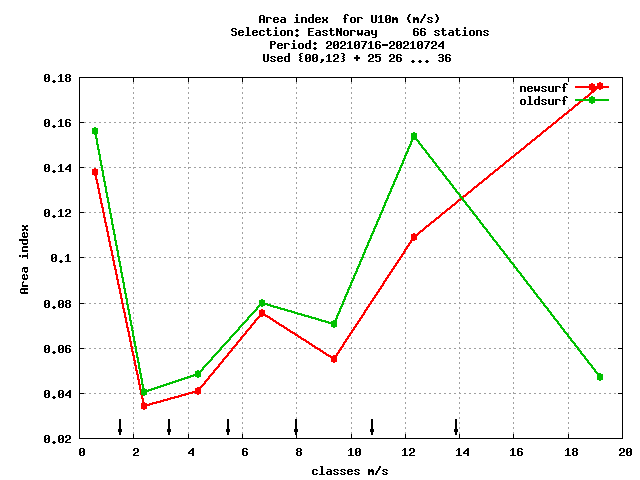 Area index  for U10m (m/s)
Selection: EastNorway     66 stations
Period: 20210716-20210724
Used {00,12} + 25 26 ... 36
newsurf
oldsurf
0.18
0.16
0.14
0.12
0.1
0.08
0.06
0.04
0.02
Area index
0 2 4 6 8 10 12 14 16 18 20
classes m/s